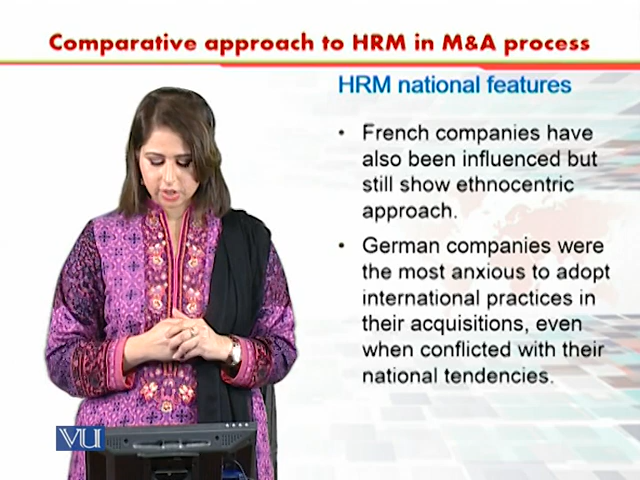 Comparative approach to HRM in M&A process
HRM national features
• French companies have
also been influenced but
still show ethnocentric
approach.
• German companies were
the most anxious to adopt
international practices in
their acquisitions, even
when conflicted with their
national tendencies.
VU